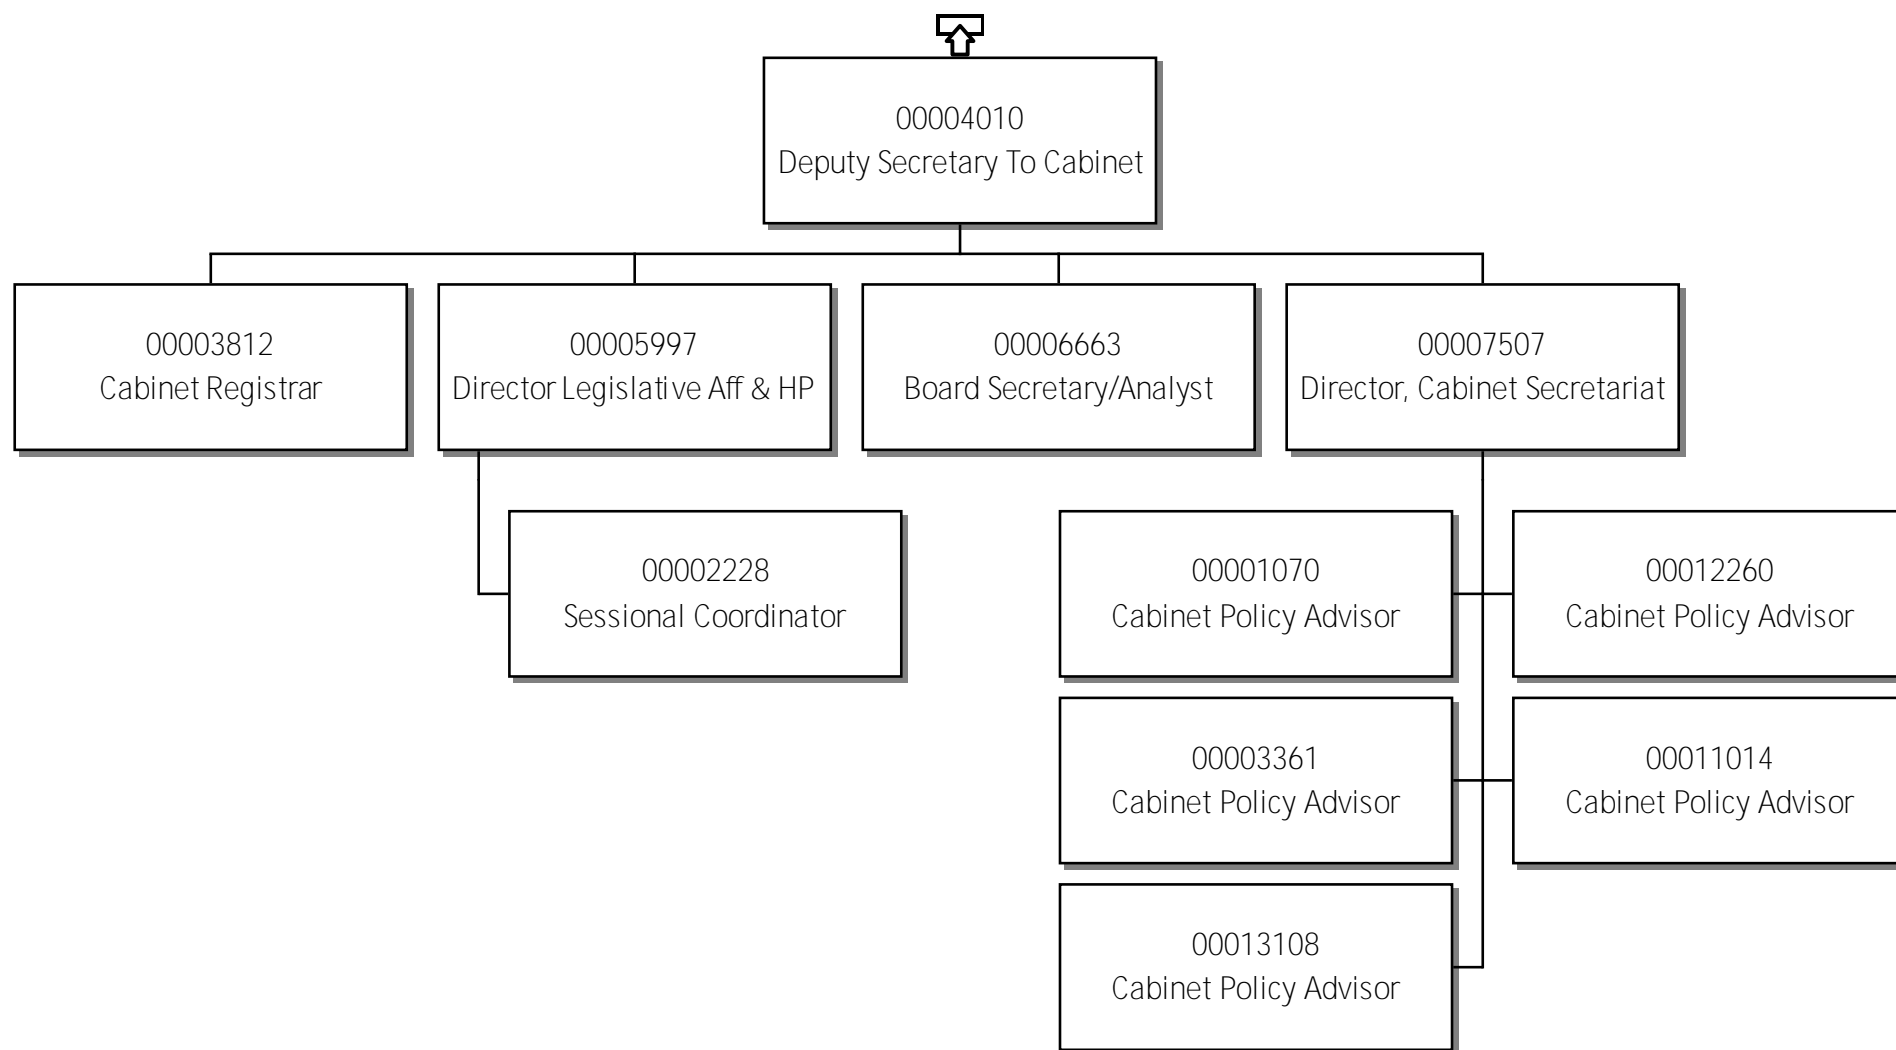 00004010
Deputy Secretary To Cabinet
00003812
Cabinet Registrar
00005997
Director Legislative Aff & HP
00006663
Board Secretary/Analyst
00007507
Director, Cabinet Secretariat
00002228
Sessional Coordinator
00001070
Cabinet Policy Advisor
00012260
Cabinet Policy Advisor
00003361
Cabinet Policy Advisor
00011014
Cabinet Policy Advisor
00013108
Cabinet Policy Advisor